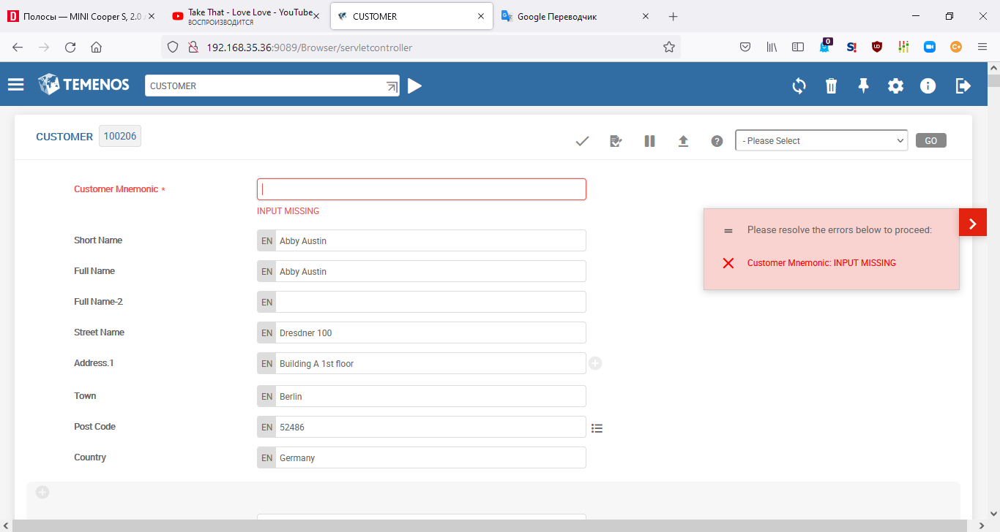 Полосы — MINI Cooper S, 2.0
Take That - Love Love - YouTube
ВОСПРОИЗВОДИТСЯ
CUSTOMER
Google Переводчик
192.168.35.36:9089/Browser/servletcontroller
0
TEMENOS
CUSTOMER
CUSTOMER 100206
- Please Select
GO
Customer Mnemonic *
INPUT MISSING
Please resolve the errors below to proceed:
Customer Mnemonic: INPUT MISSING
Short Name EN Abby Austin
Full Name EN Abby Austin
Full Name-2 EN
Street Name EN Dresdner 100
Address.1 EN Building A 1st floor
Town EN Berlin
Post Code EN 52486
Country EN Germany